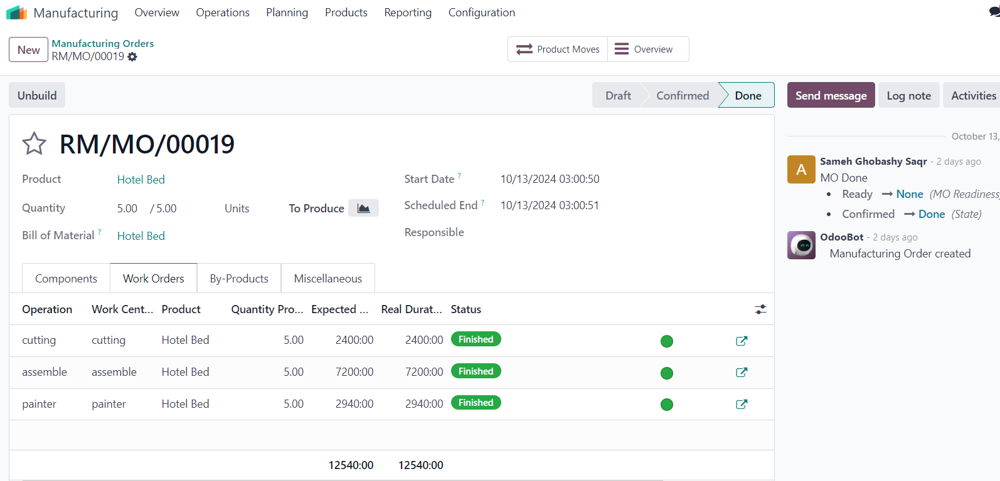 Manufacturing Overview Operations Planning Products Reporting Configuration
New Manufacturing Orders
RM/MO/00019
Product Moves Overview
Unbuild Draft Confirmed Done Send message Log note Activities
RM/MO/00019
Product Hotel Bed
Quantity 5.00 / 5.00 Units To Produce
Bill of Material ? Hotel Bed
Start Date ? 10/13/2024 03:00:50
Scheduled End ? 10/13/2024 03:00:51
Responsible
Components Work Orders By-Products Miscellaneous
Operation Work Cent... Product Quantity Pro... Expected ... Real Durat... Status
cutting cutting Hotel Bed 5.00 2400:00 2400:00 Finished
assemble assemble Hotel Bed 5.00 7200:00 7200:00 Finished
painter painter Hotel Bed 5.00 2940:00 2940:00 Finished
12540:00 12540:00
October 13,
A
Sameh Ghobashy Saqr - 2 days ago
MO Done
• Ready → None (MO Readiness)
• Confirmed → Done (State)
OdooBot - 2 days ago
Manufacturing Order created